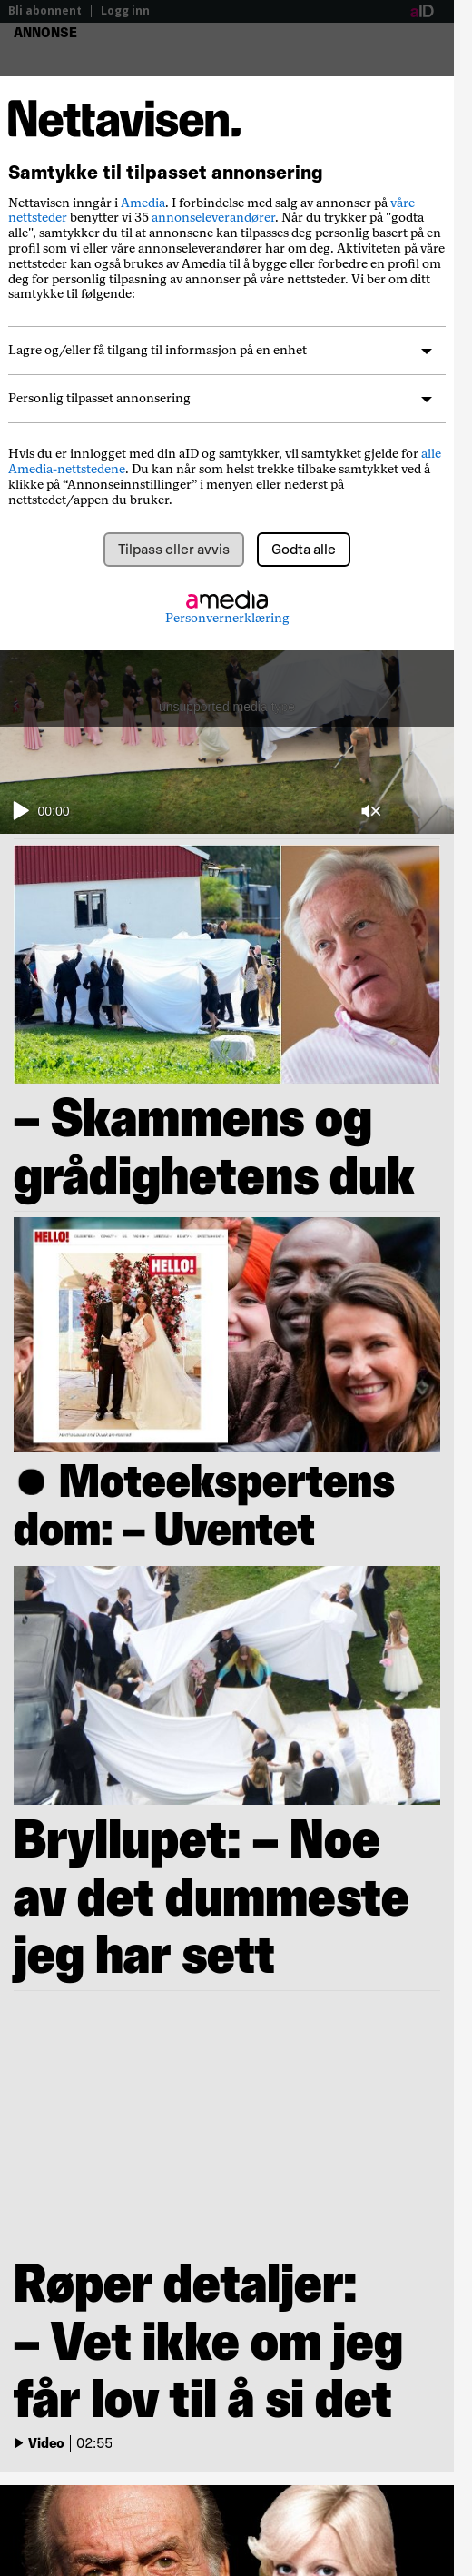 Bli abonnent | Logg inn aID
ANNONSE
Nettavisen.
Samtykke til tilpasset annonsering
Nettavisen inngår i Amedia. I forbindelse med salg av annonser på våre
nettsteder benytter vi 35 annonseleverandører. Når du trykker på "godta
alle", samtykker du til at annonsene kan tilpasses deg personlig basert på en
profil som vi eller våre annonseleverandører har om deg. Aktiviteten på våre
nettsteder kan også brukes av Amedia til å bygge eller forbedre en profil om
deg for personlig tilpasning av annonser på våre nettsteder. Vi ber om ditt
samtykke til følgende:
Lagre og/eller få tilgang til informasjon på en enhet
Personlig tilpasset annonsering
Hvis du er innlogget med din aID og samtykker, vil samtykket gjelde for alle
Amedia-nettstedene. Du kan når som helst trekke tilbake samtykket ved å
klikke på “Annonseinnstillinger” i menyen eller nederst på
nettstedet/appen du bruker.
Tilpass eller avvis
Godta alle
amedia
Personvernerklæring
unsupported media
00:00
– Skammens og
grådighetens duk
HELLO!
HELLO!
● Moteekspertens
dom: – Uventet
Bryllupet: – Noe
av det dummeste
jeg har sett
Røper detaljer:
– Vet ikke om jeg
får lov til å si det
Video | 02:55